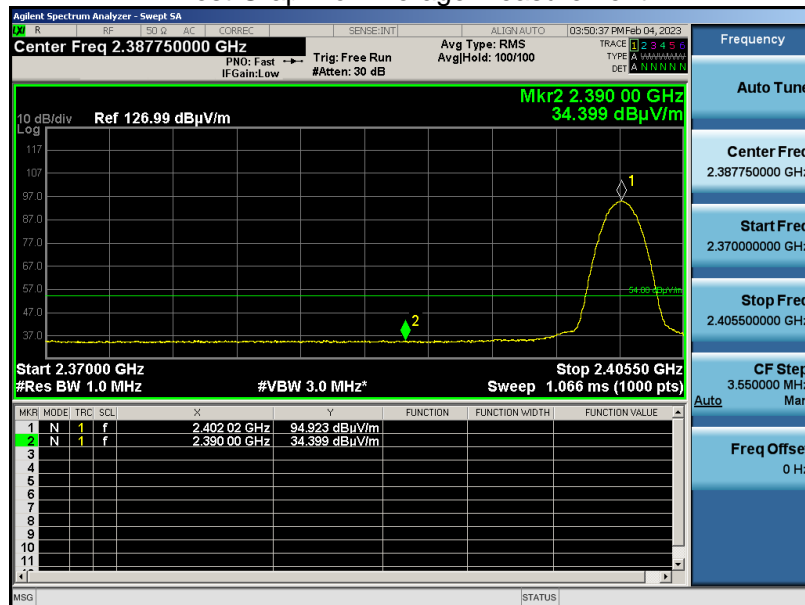 Agilent Spectrum Analyzer - Swept SA
LXI R RF 50 Ω AC CORREC SENSE:INT ALIGN AUTO 03:50:37 PM Feb 04, 2023
Center Freq 2.387750000 GHz
PNO: Fast
IFGain:Low
Trig: Free Run
#Atten: 30 dB
Avg Type: RMS
Avg|Hold: 100/100
TRACE 1 2 3 4 5 6
TYPE A
DET A N N N N N
Mkr2 2.390 00 GHz
34.399 dBµV/m
10 dB/div Ref 126.99 dBµV/m
Log
117
107
97.0
87.0
77.0
67.0
57.0
47.0
37.0
1
2
54.00 dBµV/m
Start 2.37000 GHz Stop 2.40550 GHz
#Res BW 1.0 MHz #VBW 3.0 MHz* Sweep 1.066 ms (1000 pts)
MKR MODE TRC SCL X Y FUNCTION FUNCTION WIDTH FUNCTION VALUE
1 N 1 f 2.402 02 GHz 94.923 dBµV/m
2 N 1 f 2.390 00 GHz 34.399 dBµV/m
3
4
5
6
7
8
9
10
11
MSG STATUS
Frequency
Auto Tune
Center Freq
2.387750000 GHz
Start Freq
2.370000000 GHz
Stop Freq
2.405500000 GHz
CF Step
3.550000 MHz
Auto Man
Freq Offset
0 Hz